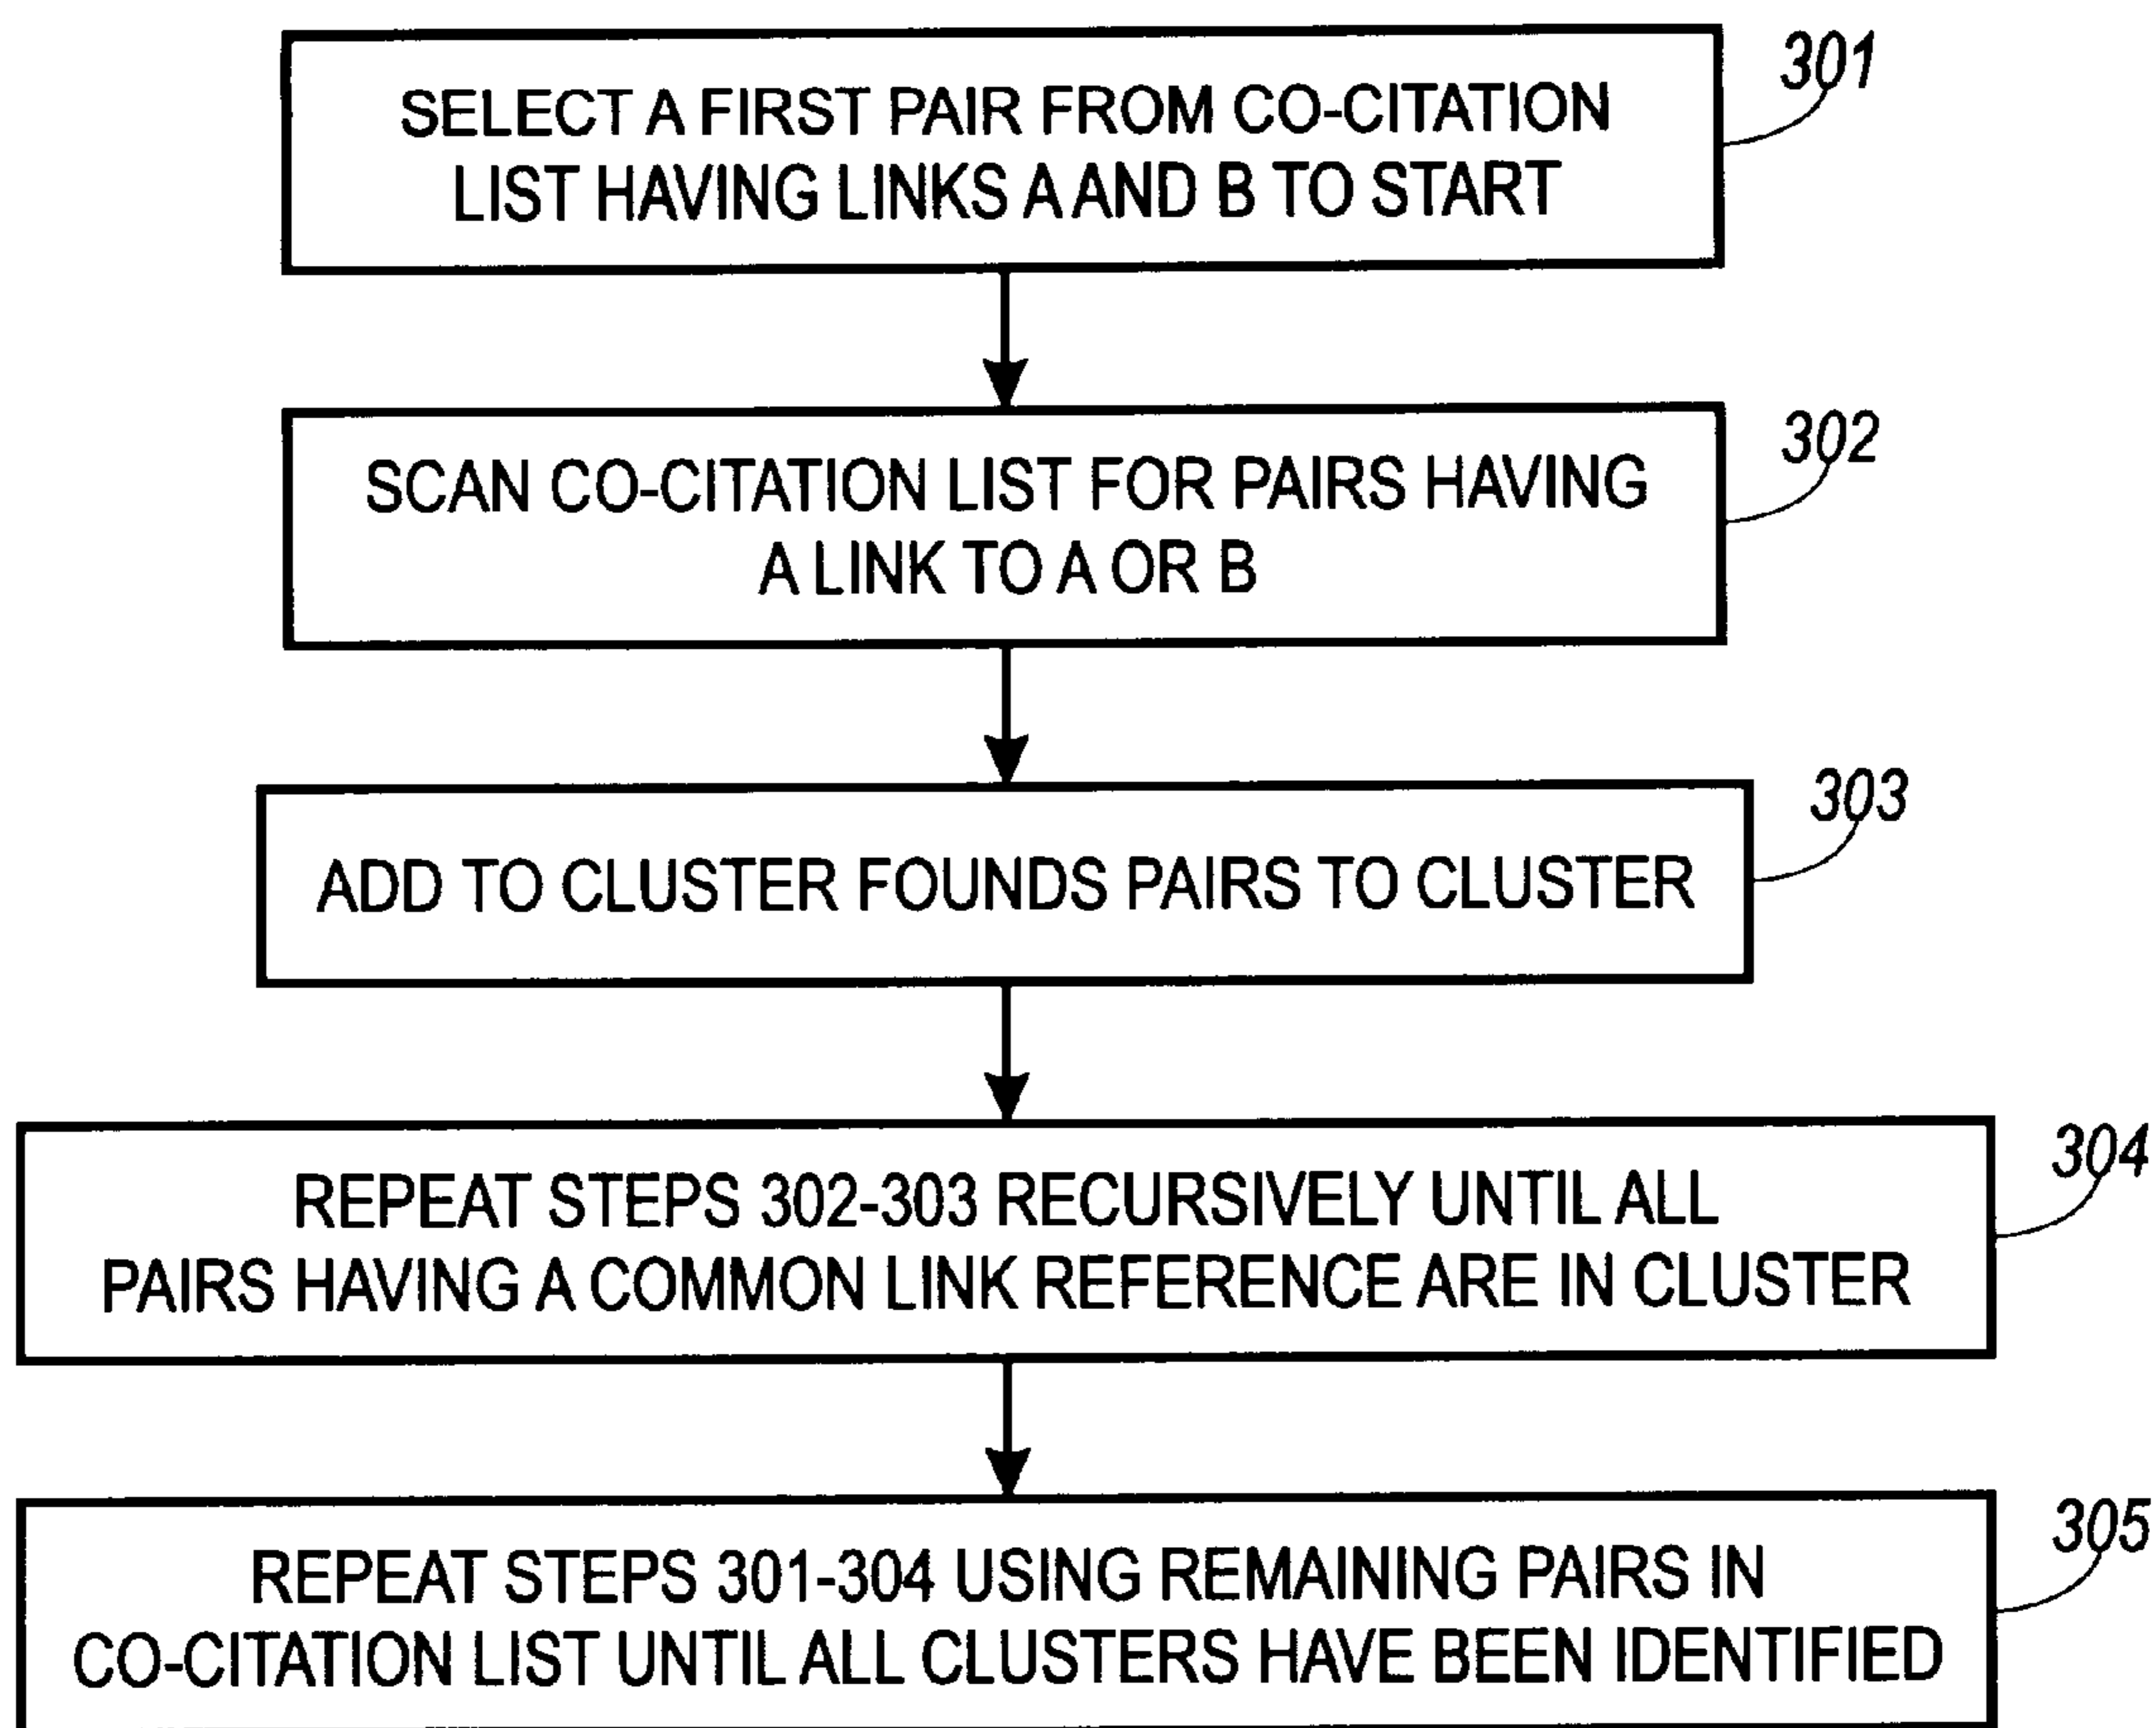 SELECT A FIRST PAIR FROM CO-CITATION
LIST HAVING LINKS A AND B TO START
301
SCAN CO-CITATION LIST FOR PAIRS HAVING
A LINK TO A OR B
302
ADD TO CLUSTER FOUNDS PAIRS TO CLUSTER
303
REPEAT STEPS 302-303 RECURSIVELY UNTIL ALL
PAIRS HAVING A COMMON LINK REFERENCE ARE IN CLUSTER
304
REPEAT STEPS 301-304 USING REMAINING PAIRS IN
CO-CITATION LIST UNTIL ALL CLUSTERS HAVE BEEN IDENTIFIED
305